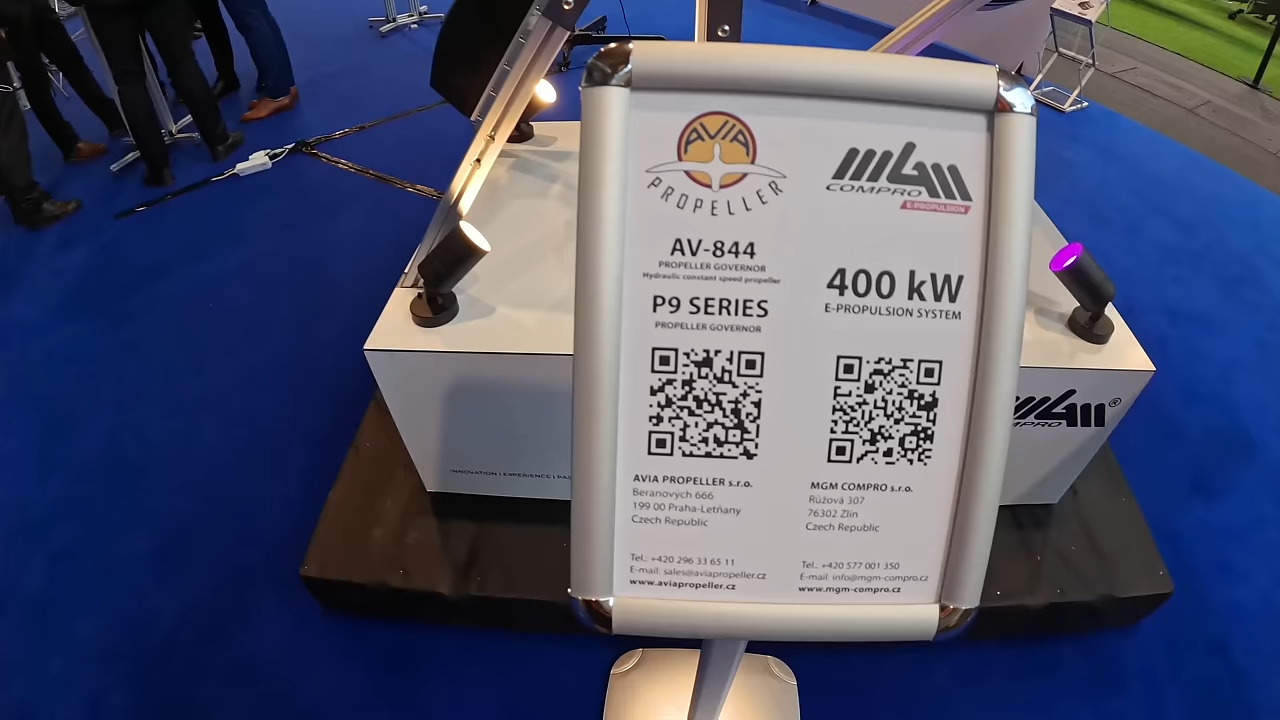 AVIA
PROPELLER
AV-844
PROPELLER GOVERNOR
Hydraulic constant speed propeller
P9 SERIES
PROPELLER GOVERNOR
AVIA PROPELLER s.r.o.
Beranových 666
199 00 Praha-Letňany
Czech Republic
Tel.: +420 296 33 65 11
E-mail: sales@aviapropeller.cz
www.aviapropeller.cz
MGM
COMPRO
E-PROPULSION
400 kW
E-PROPULSION SYSTEM
MGM COMPRO s.r.o.
Růžová 307
76302 Zlín
Czech Republic
Tel.: +420 577 001 350
E-mail: info@mgm-compro.cz
www.mgm-compro.cz
INNOVATION | EXPERIENCE |
®